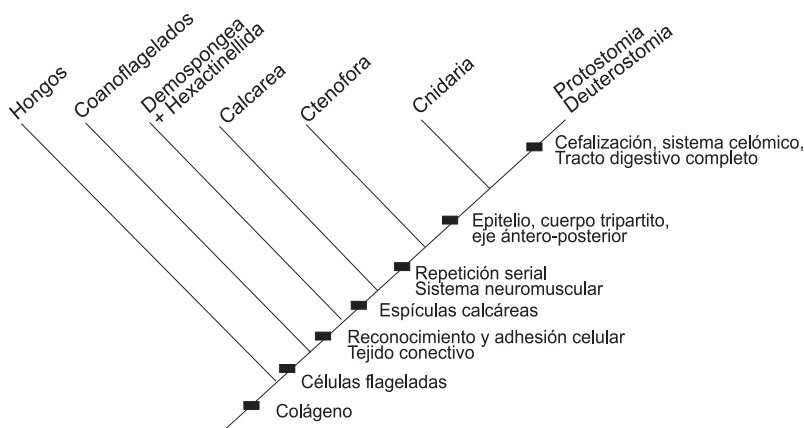 Hongos
Coanoflagelados
Demospongea
+ Hexactinellida
Calcarea
Ctenofora
Cnidaria
Protostomia
Deuterostomia
Cefalización, sistema celómico,
Tracto digestivo completo
Epitelio, cuerpo tripartito,
eje ántero-posterior
Repetición serial
Sistema neuromuscular
Espículas calcáreas
Reconocimiento y adhesión celular
Tejido conectivo
Células flageladas
Colágeno